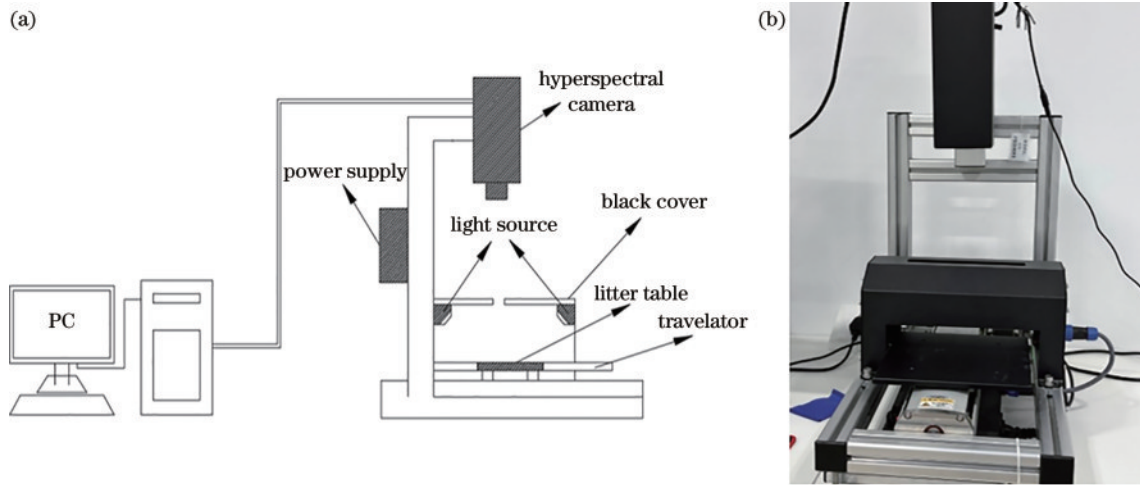 (a)
(b)
hyperspectral
camera
power supply
black cover
light source
litter table
travelator
PC